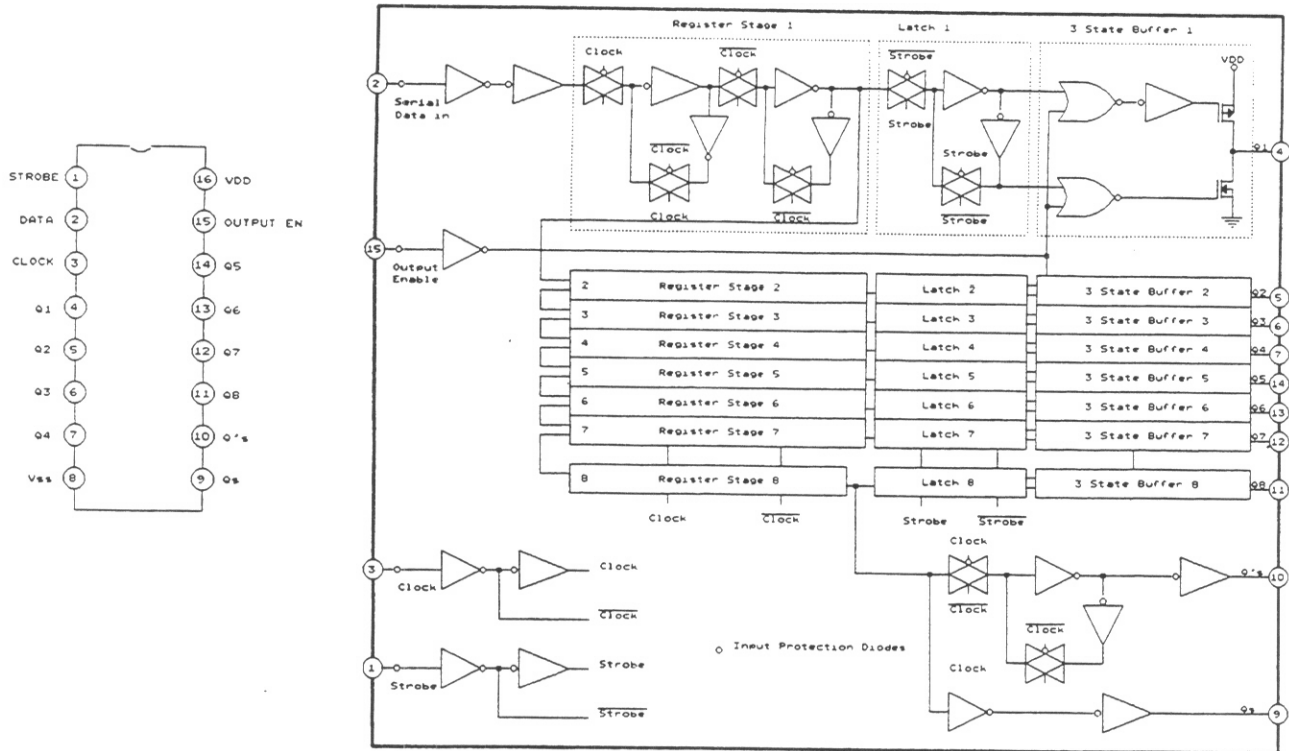 STROBE 1
16 VDD
DATA 2
15 OUTPUT EN
CLOCK 3
14 Q5
Q1 4
13 Q6
Q2 5
12 Q7
Q3 6
11 Q8
Q4 7
10 Q's
Vss 8
9 Qs
Register Stage 1
Latch 1
3 State Buffer 1
Clock
Clock
Strobe
VDD
2
Serial
Data in
Strobe
Clock
Clock
Clock
Clock
Strobe
Strobe
Q1 4
15
Output
Enable
2 Register Stage 2 Latch 2 3 State Buffer 2 Q2 5
3 Register Stage 3 Latch 3 3 State Buffer 3 Q3 6
4 Register Stage 4 Latch 4 3 State Buffer 4 Q4 7
5 Register Stage 5 Latch 5 3 State Buffer 5 Q5 14
6 Register Stage 6 Latch 6 3 State Buffer 6 Q6 13
7 Register Stage 7 Latch 7 3 State Buffer 7 Q7 12
8 Register Stage 8 Latch 8 3 State Buffer 8 Q8 11
Clock
Clock
Strobe
Strobe
3
Clock
Clock
Clock
Clock
Clock
Q's 10
Clock
Clock
1
Strobe
Strobe
Strobe
Input Protection Diodes
Qs 9